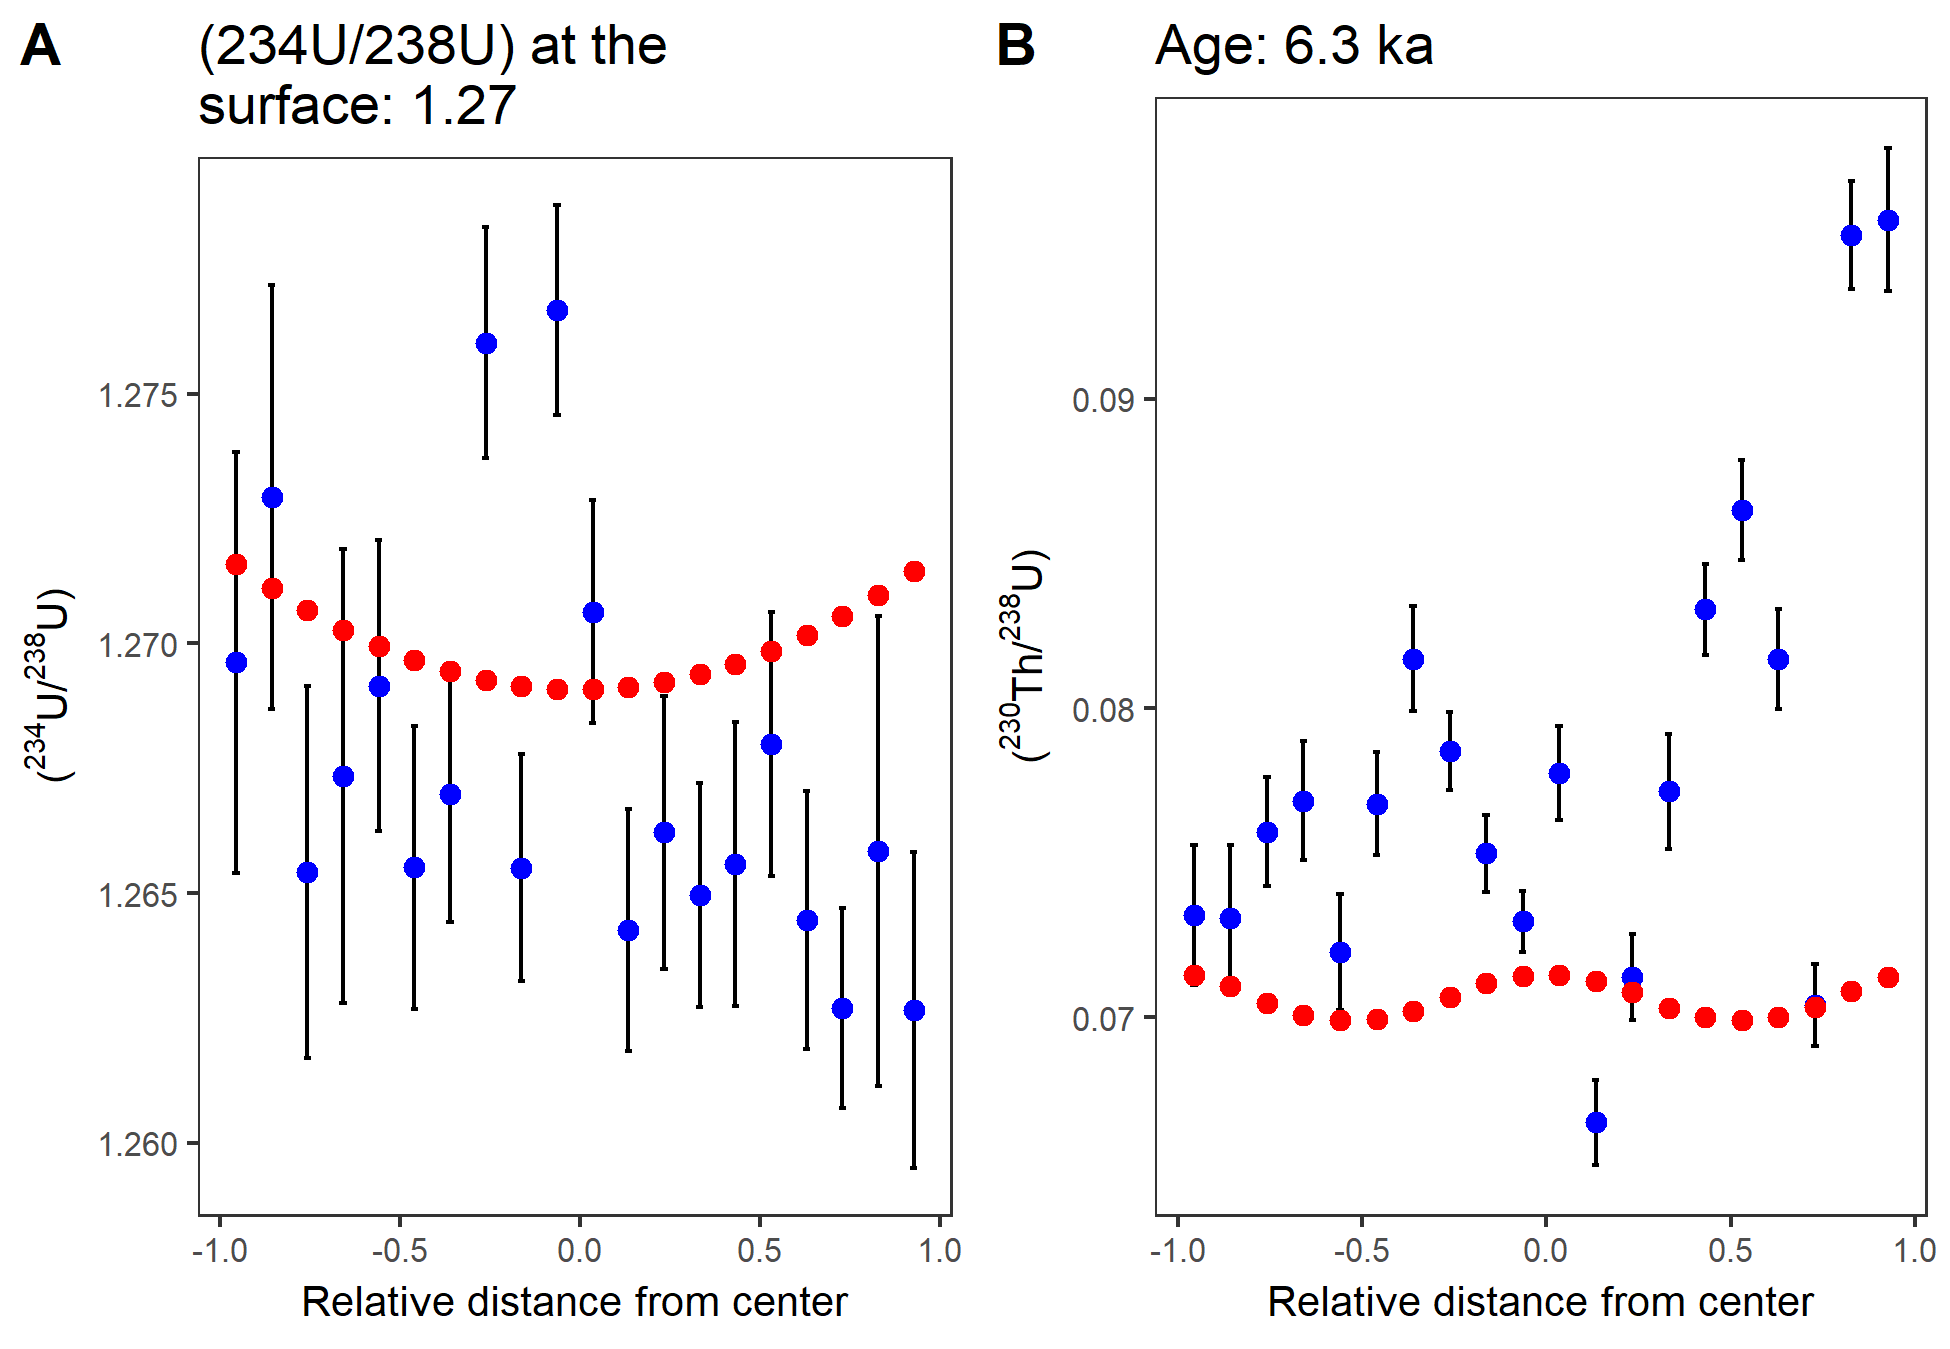 A
(234U/238U) at the
surface: 1.27
(²³⁴U/²³⁸U)
1.275
1.270
1.265
1.260
-1.0 -0.5 0.0 0.5 1.0
Relative distance from center
B
Age: 6.3 ka
(²³⁰Th/²³⁸U)
0.09
0.08
0.07
-1.0 -0.5 0.0 0.5 1.0
Relative distance from center